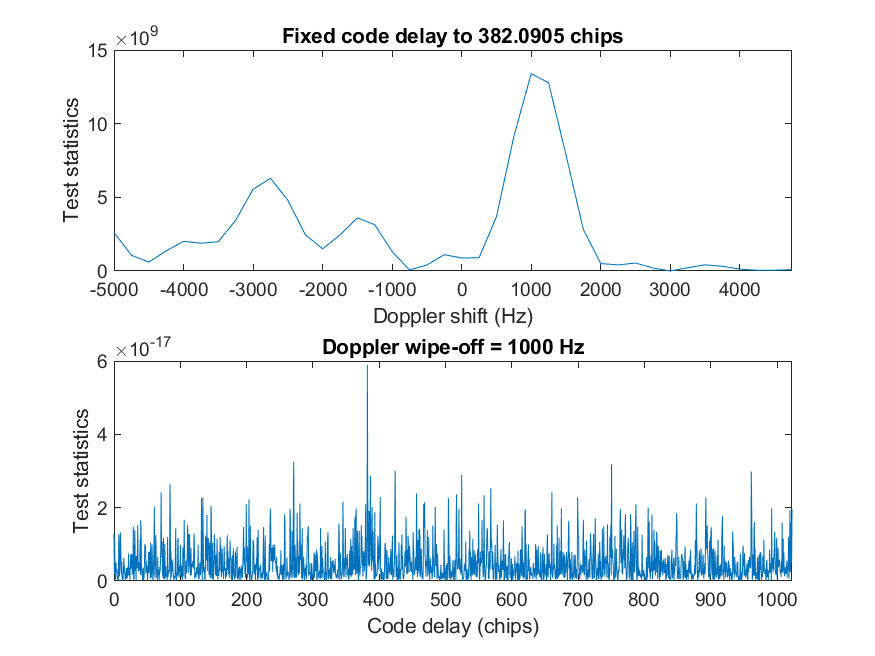 ×10⁹
Fixed code delay to 382.0905 chips
15
10
5
0
Test statistics
-5000 -4000 -3000 -2000 -1000 0 1000 2000 3000 4000
Doppler shift (Hz)
×10⁻¹⁷
Doppler wipe-off = 1000 Hz
6
4
2
0
Test statistics
0 100 200 300 400 500 600 700 800 900 1000
Code delay (chips)